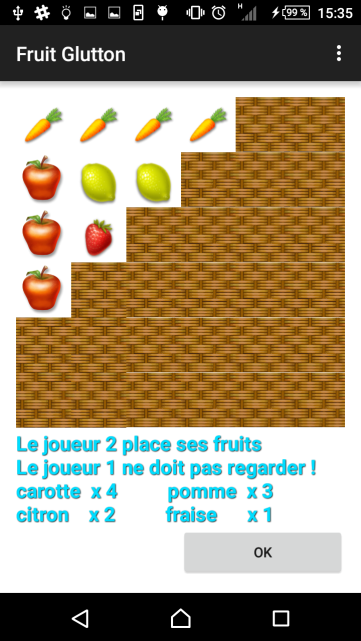 H 99 % 15:35
Fruit Glutton
Le joueur 2 place ses fruits
Le joueur 1 ne doit pas regarder !
carotte x 4 pomme x 3
citron x 2 fraise x 1
OK